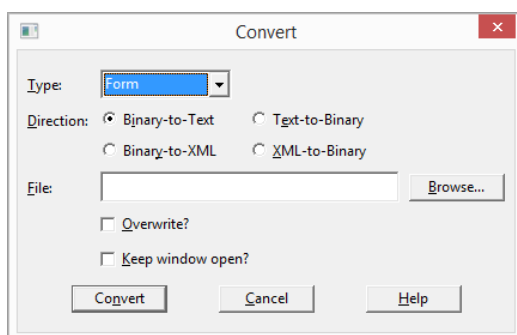 Convert
Type: Form
Direction: Binary-to-Text Text-to-Binary
Binary-to-XML XML-to-Binary
File: Browse...
Overwrite?
Keep window open?
Convert Cancel Help